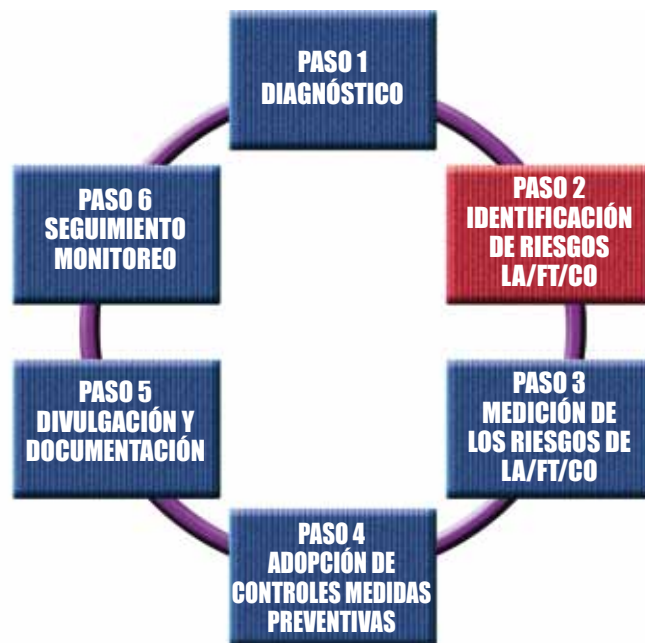 PASO 1
DIAGNÓSTICO
PASO 2
IDENTIFICACIÓN
DE RIESGOS
LA/FT/CO
PASO 3
MEDICIÓN DE
LOS RIESGOS DE
LA/FT/CO
PASO 4
ADOPCIÓN DE
CONTROLES MEDIDAS
PREVENTIVAS
PASO 5
DIVULGACIÓN Y
DOCUMENTACIÓN
PASO 6
SEGUIMIENTO
MONITOREO